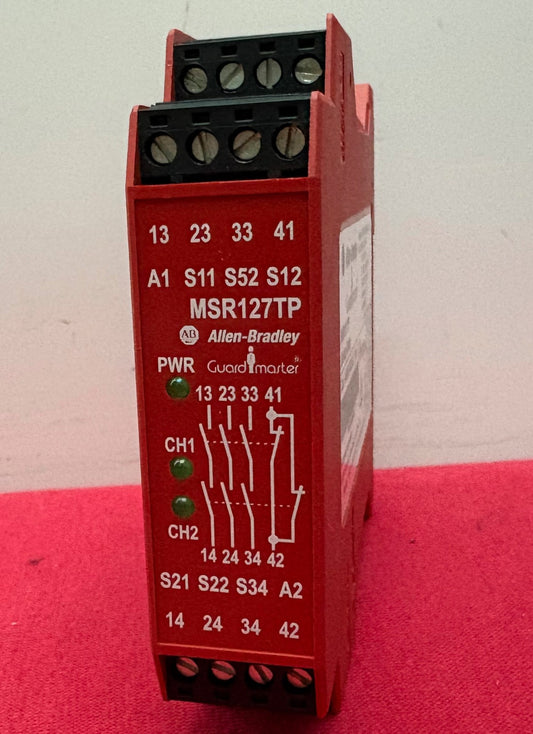 13 23 33 41
A1 S11 S52 S12
MSR127TP
AB Allen-Bradley
PWR Guardmaster
13 23 33 41
CH1
CH2
14 24 34 42
S21 S22 S34 A2
14 24 34 42